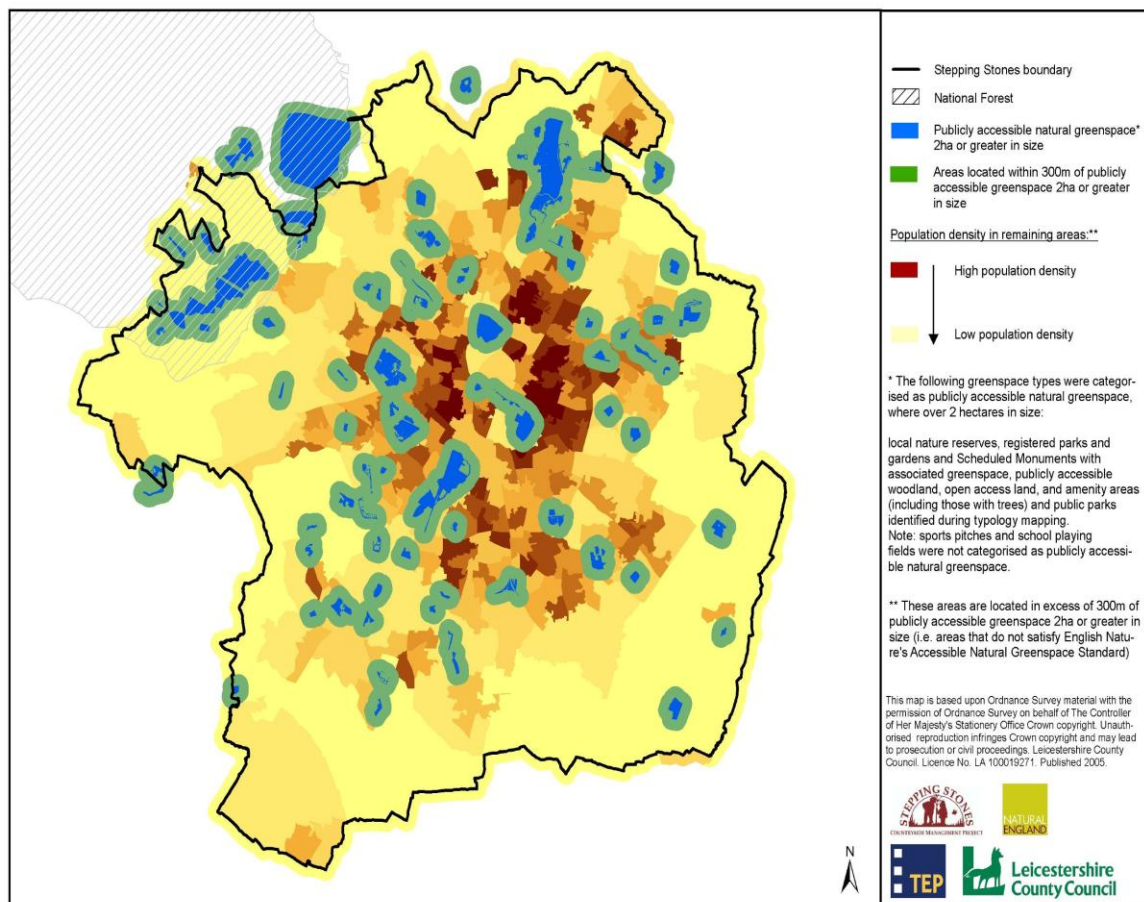 Stepping Stones boundary
National Forest
Publicly accessible natural greenspace*
2ha or greater in size
Areas located within 300m of publicly
accessible greenspace 2ha or greater
in size
Population density in remaining areas:**
High population density
Low population density
* The following greenspace types were categor-
ised as publicly accessible natural greenspace,
where over 2 hectares in size:
local nature reserves, registered parks and
gardens and Scheduled Monuments with
associated greenspace, publicly accessible
woodland, open access land, and amenity areas
(including those with trees) and public parks
identified during typology mapping.
Note: sports pitches and school playing
fields were not categorised as publicly accessi-
ble natural greenspace.
** These areas are located in excess of 300m of
publicly accessible greenspace 2ha or greater in
size (i.e. areas that do not satisfy English Natu-
re's Accessible Natural Greenspace Standard)
This map is based upon Ordnance Survey material with the
permission of Ordnance Survey on behalf of The Controller
of Her Majesty's Stationery Office Crown copyright. Unauth-
orised reproduction infringes Crown copyright and may lead
to prosecution or civil proceedings. Leicestershire County
Council. Licence No. LA 100019271. Published 2005.
STEPPING STONES
COUNTRYSIDE MANAGEMENT PROJECT
NATURAL
ENGLAND
N
TEP
Leicestershire
County Council